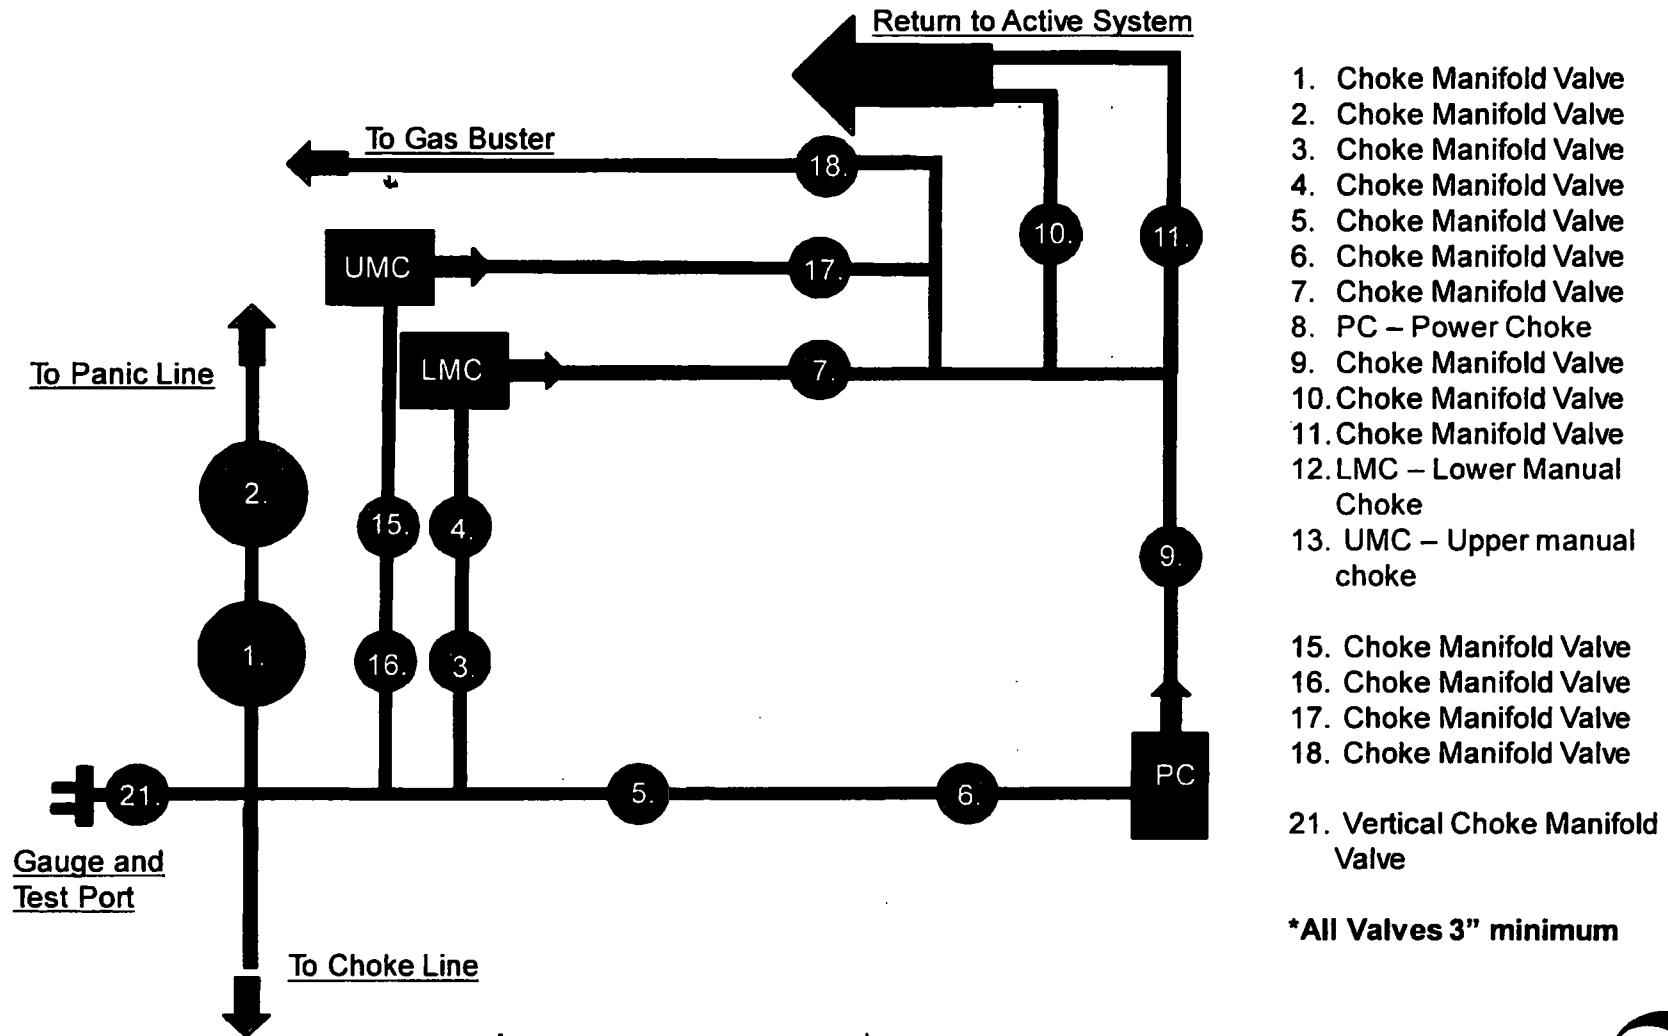 Return to Active System
To Gas Buster
18.
UMC
17.
10.
11.
To Panic Line
LMC
7.
2.
15.
4.
9.
1.
16.
3.
21.
5.
6.
PC
Gauge and
Test Port
To Choke Line
1. Choke Manifold Valve
2. Choke Manifold Valve
3. Choke Manifold Valve
4. Choke Manifold Valve
5. Choke Manifold Valve
6. Choke Manifold Valve
7. Choke Manifold Valve
8. PC – Power Choke
9. Choke Manifold Valve
10. Choke Manifold Valve
11. Choke Manifold Valve
12. LMC – Lower Manual
Choke
13. UMC – Upper manual
choke
15. Choke Manifold Valve
16. Choke Manifold Valve
17. Choke Manifold Valve
18. Choke Manifold Valve
21. Vertical Choke Manifold
Valve
*All Valves 3” minimum